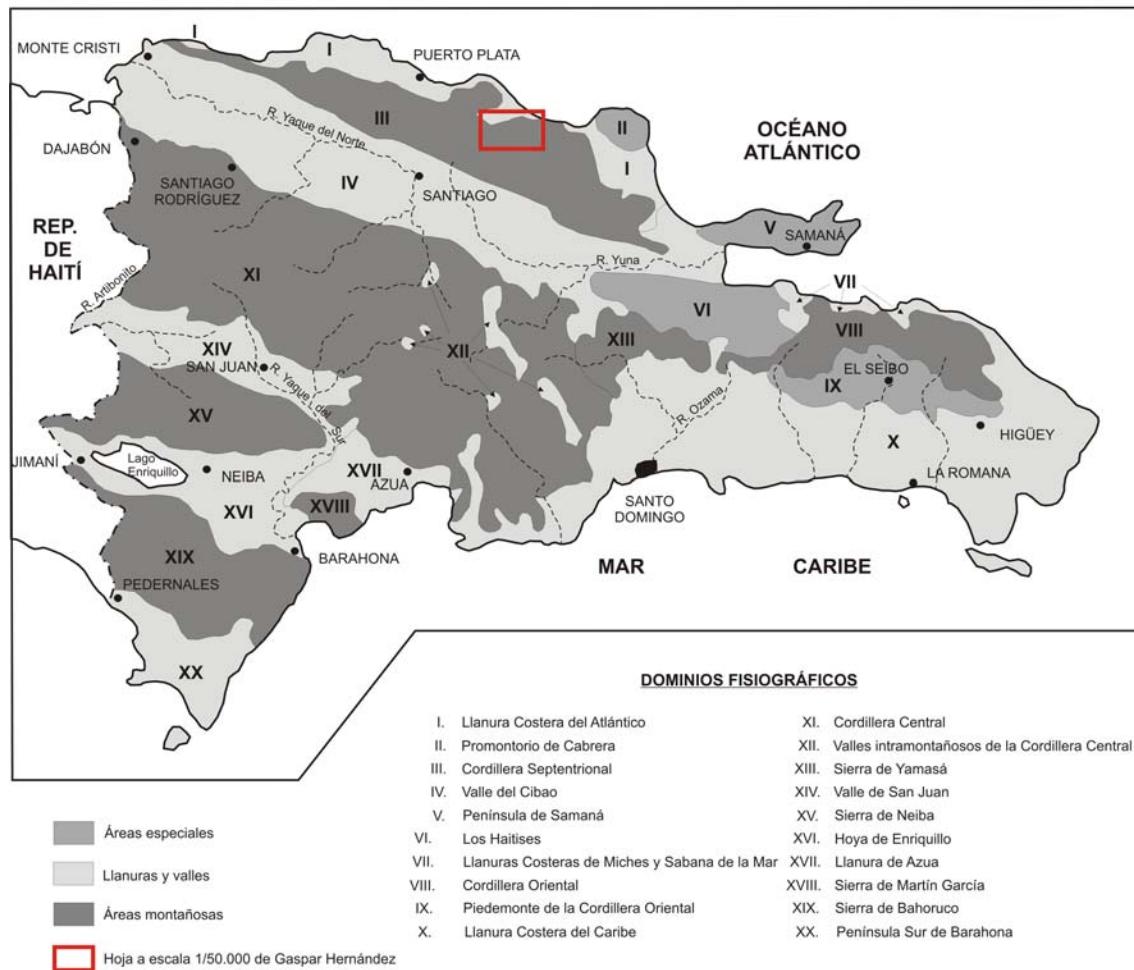 I
I
MONTE CRISTI
PUERTO PLATA
R. Yaque del Norte
III
II
OCÉANO
ATLÁNTICO
DAJABÓN
I
SANTIAGO
RODRÍGUEZ
IV
SANTIAGO
REP.
DE
HAITÍ
V
SAMANÁ
R. Yuna
XI
VII
R. Artibonito
VI
VIII
XII
XIII
XIV
SAN JUAN
EL SEÍBO
IX
R. Yaque del Sur
R. Ozama
XV
X
HIGÜEY
JIMANÍ
Lago
Enriquillo
NEIBA
XVII
AZUA
LA ROMANA
XVI
XVIII
SANTO
DOMINGO
XIX
BARAHONA
MAR
CARIBE
PEDERNALES
XX
DOMINIOS FISIOGRÁFICOS
I. Llanura Costera del Atlántico
II. Promontorio de Cabrera
III. Cordillera Septentrional
IV. Valle del Cibao
V. Península de Samaná
VI. Los Haitises
VII. Llanuras Costeras de Miches y Sabana de la Mar
VIII. Cordillera Oriental
IX. Piedemonte de la Cordillera Oriental
X. Llanura Costera del Caribe
XI. Cordillera Central
XII. Valles intramontañosos de la Cordillera Central
XIII. Sierra de Yamasá
XIV. Valle de San Juan
XV. Sierra de Neiba
XVI. Hoya de Enriquillo
XVII. Llanura de Azua
XVIII. Sierra de Martín García
XIX. Sierra de Bahoruco
XX. Península Sur de Barahona
Áreas especiales
Llanuras y valles
Áreas montañosas
Hoja a escala 1/50.000 de Gaspar Hernández